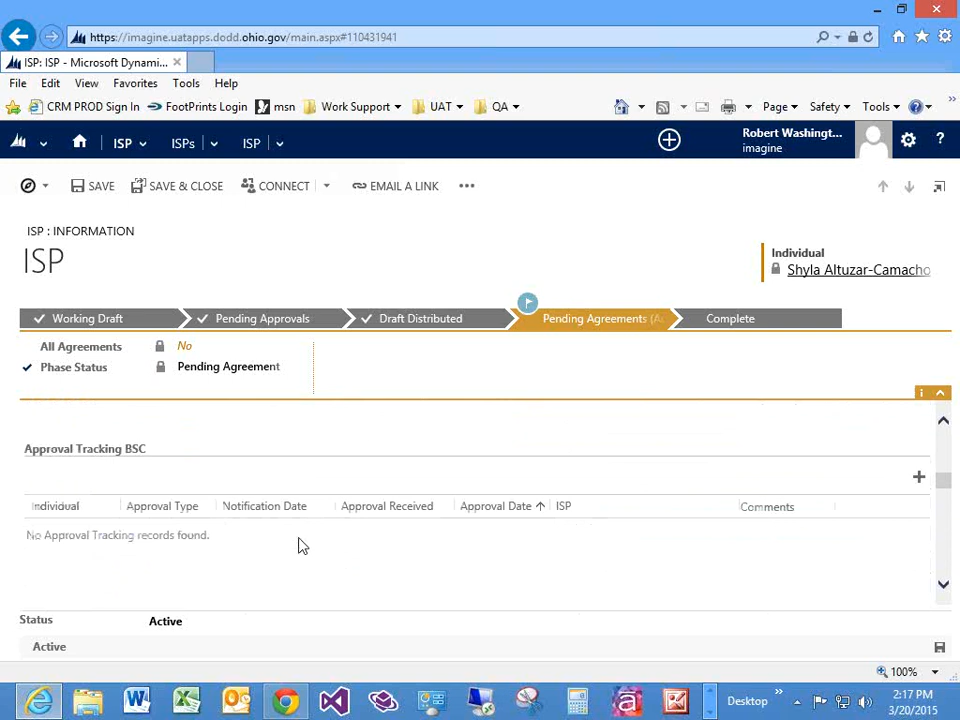 https://imagine.uatapps.dodd.ohio.gov/main.aspx#110431941
ISP: ISP - Microsoft Dynami...
File Edit View Favorites Tools Help
CRM PROD Sign In FootPrints Login msn Work Support UAT QA Page Safety Tools
ISP ISPs ISP Robert Washingt...
imagine
SAVE SAVE & CLOSE CONNECT EMAIL A LINK
ISP : INFORMATION
ISP
Individual
Shyla Altuzar-Camacho
Working Draft Pending Approvals Draft Distributed Pending Agreements (A Complete
All Agreements No
Phase Status Pending Agreement
Approval Tracking BSC
Individual Approval Type Notification Date Approval Received Approval Date ISP Comments
No Approval Tracking records found.
Status Active
Active
100%
Desktop 2:17 PM
3/20/2015